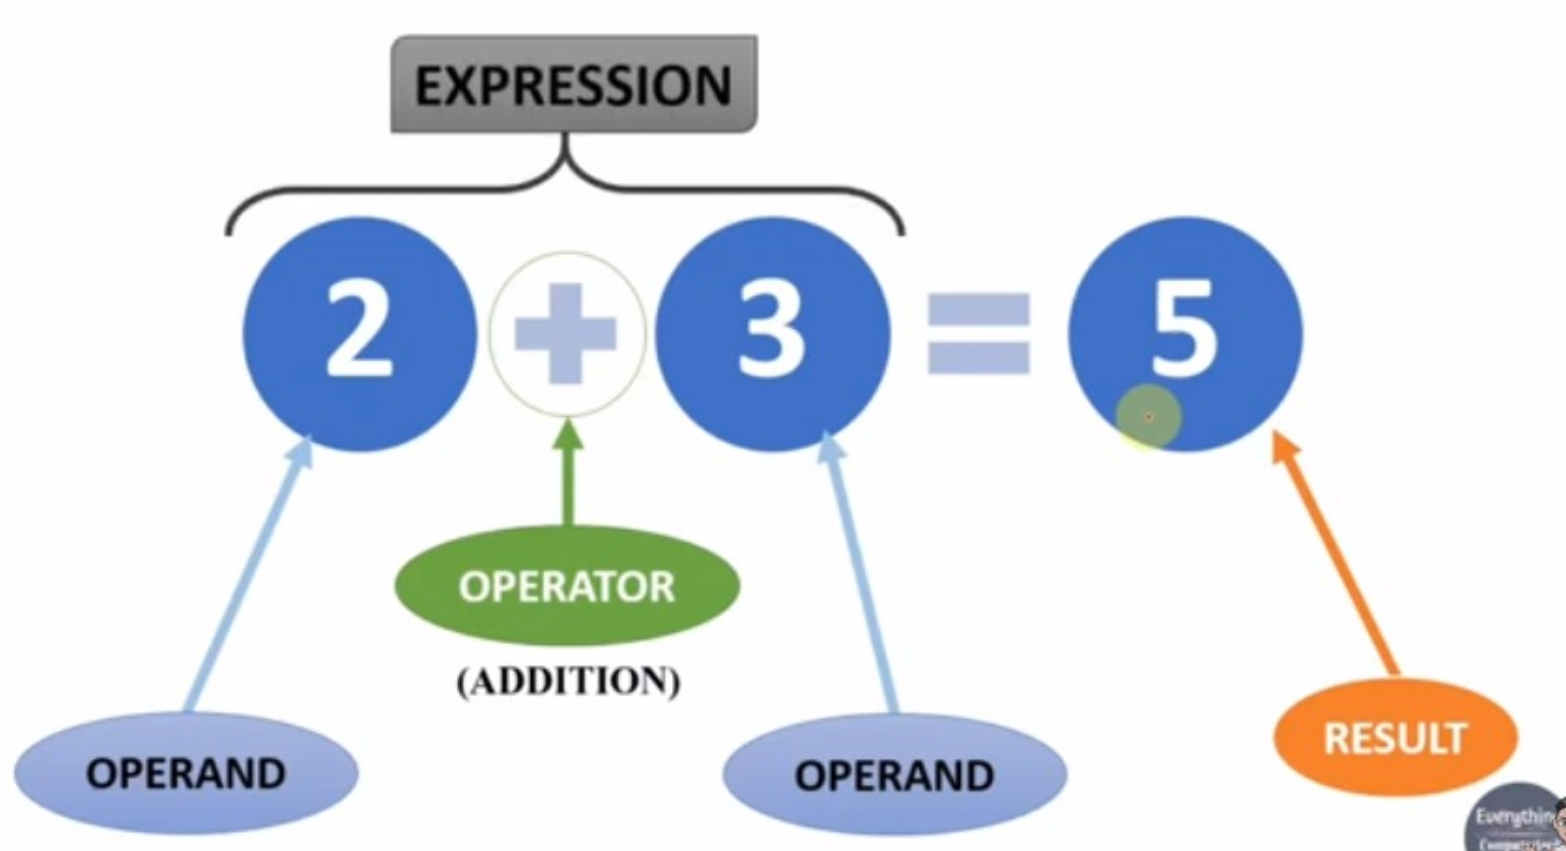 EXPRESSION
2 + 3 = 5
OPERATOR
(ADDITION)
OPERAND
OPERAND
RESULT